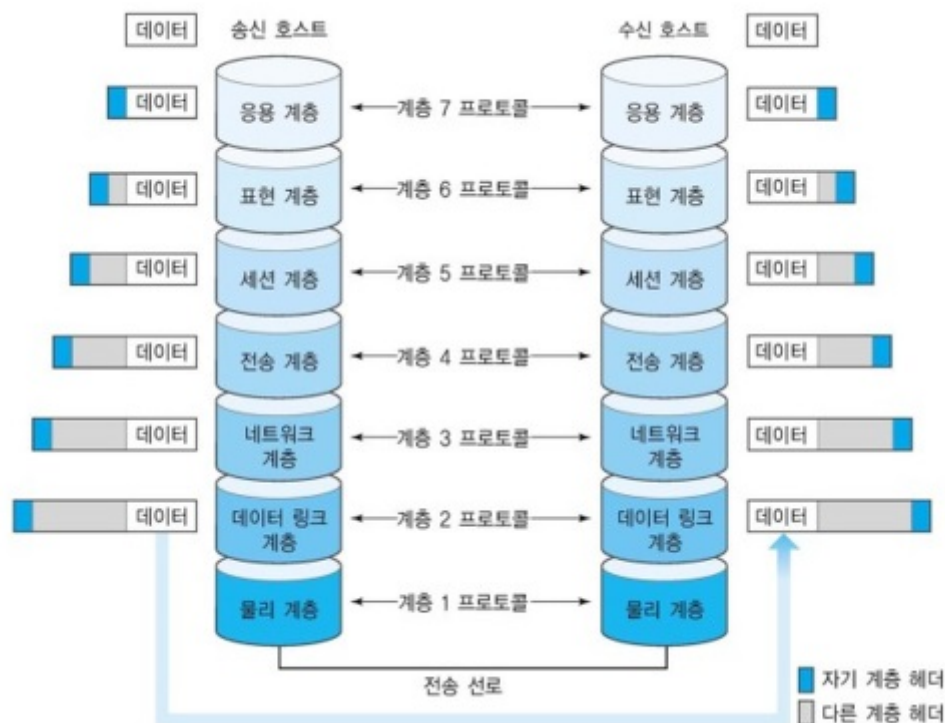 데이터 송신 호스트 수신 호스트 데이터
데이터 응용 계층 계층 7 프로토콜 응용 계층 데이터
데이터 표현 계층 계층 6 프로토콜 표현 계층 데이터
데이터 세션 계층 계층 5 프로토콜 세션 계층 데이터
데이터 전송 계층 계층 4 프로토콜 전송 계층 데이터
데이터 네트워크 계층 계층 3 프로토콜 네트워크 계층 데이터
데이터 데이터 링크 계층 계층 2 프로토콜 데이터 링크 계층 데이터
물리 계층 계층 1 프로토콜 물리 계층
전송 선로
자기 계층 헤더
다른 계층 헤더